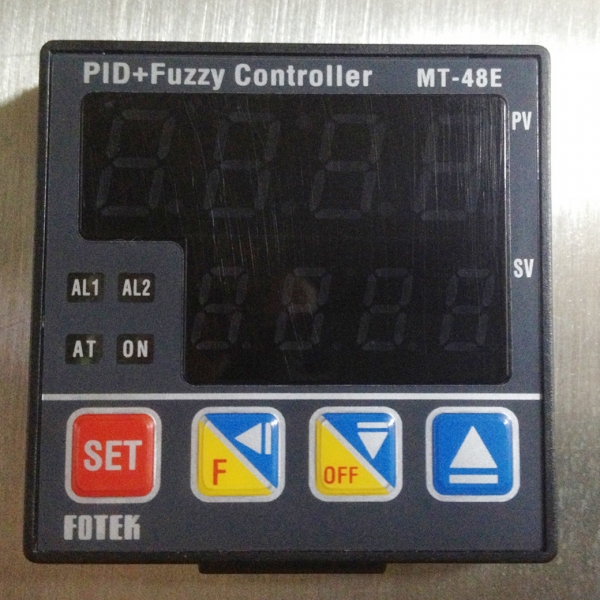 PID+Fuzzy Controller MT-48E
PV
SV
AL1 AL2
AT ON
SET F OFF
FOTEK